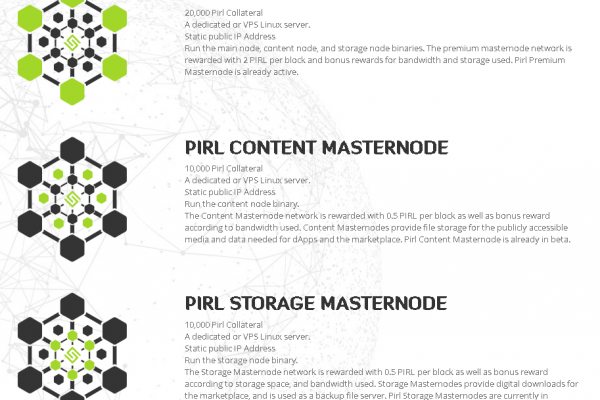 20,000 Pirl Collateral
A dedicated or VPS Linux server.
Static public IP Address
Run the main node, content node, and storage node binaries. The premium masternode network is
rewarded with 2 PIRL per block and bonus rewards for bandwidth and storage used. Pirl Premium
Masternode is already active.
PIRL CONTENT MASTERNODE
10,000 Pirl Collateral
A dedicated or VPS Linux server.
Static public IP Address
Run the content node binary.
The Content Masternode network is rewarded with 0.5 PIRL per block as well as bonus reward
according to bandwidth used. Content Masternodes provide file storage for the publicly accessible
media and data needed for dApps and the marketplace. Pirl Content Masternode is already in beta.
PIRL STORAGE MASTERNODE
10,000 Pirl Collateral
A dedicated or VPS Linux server.
Static public IP Address
Run the storage node binary.
The Storage Masternode network is rewarded with 0.5 PIRL per block as well as bonus reward
according to storage space, and bandwidth used. Storage Masternodes provide digital downloads for
the marketplace, and is used as a backup file server. Pirl Storage Masternodes are currently in